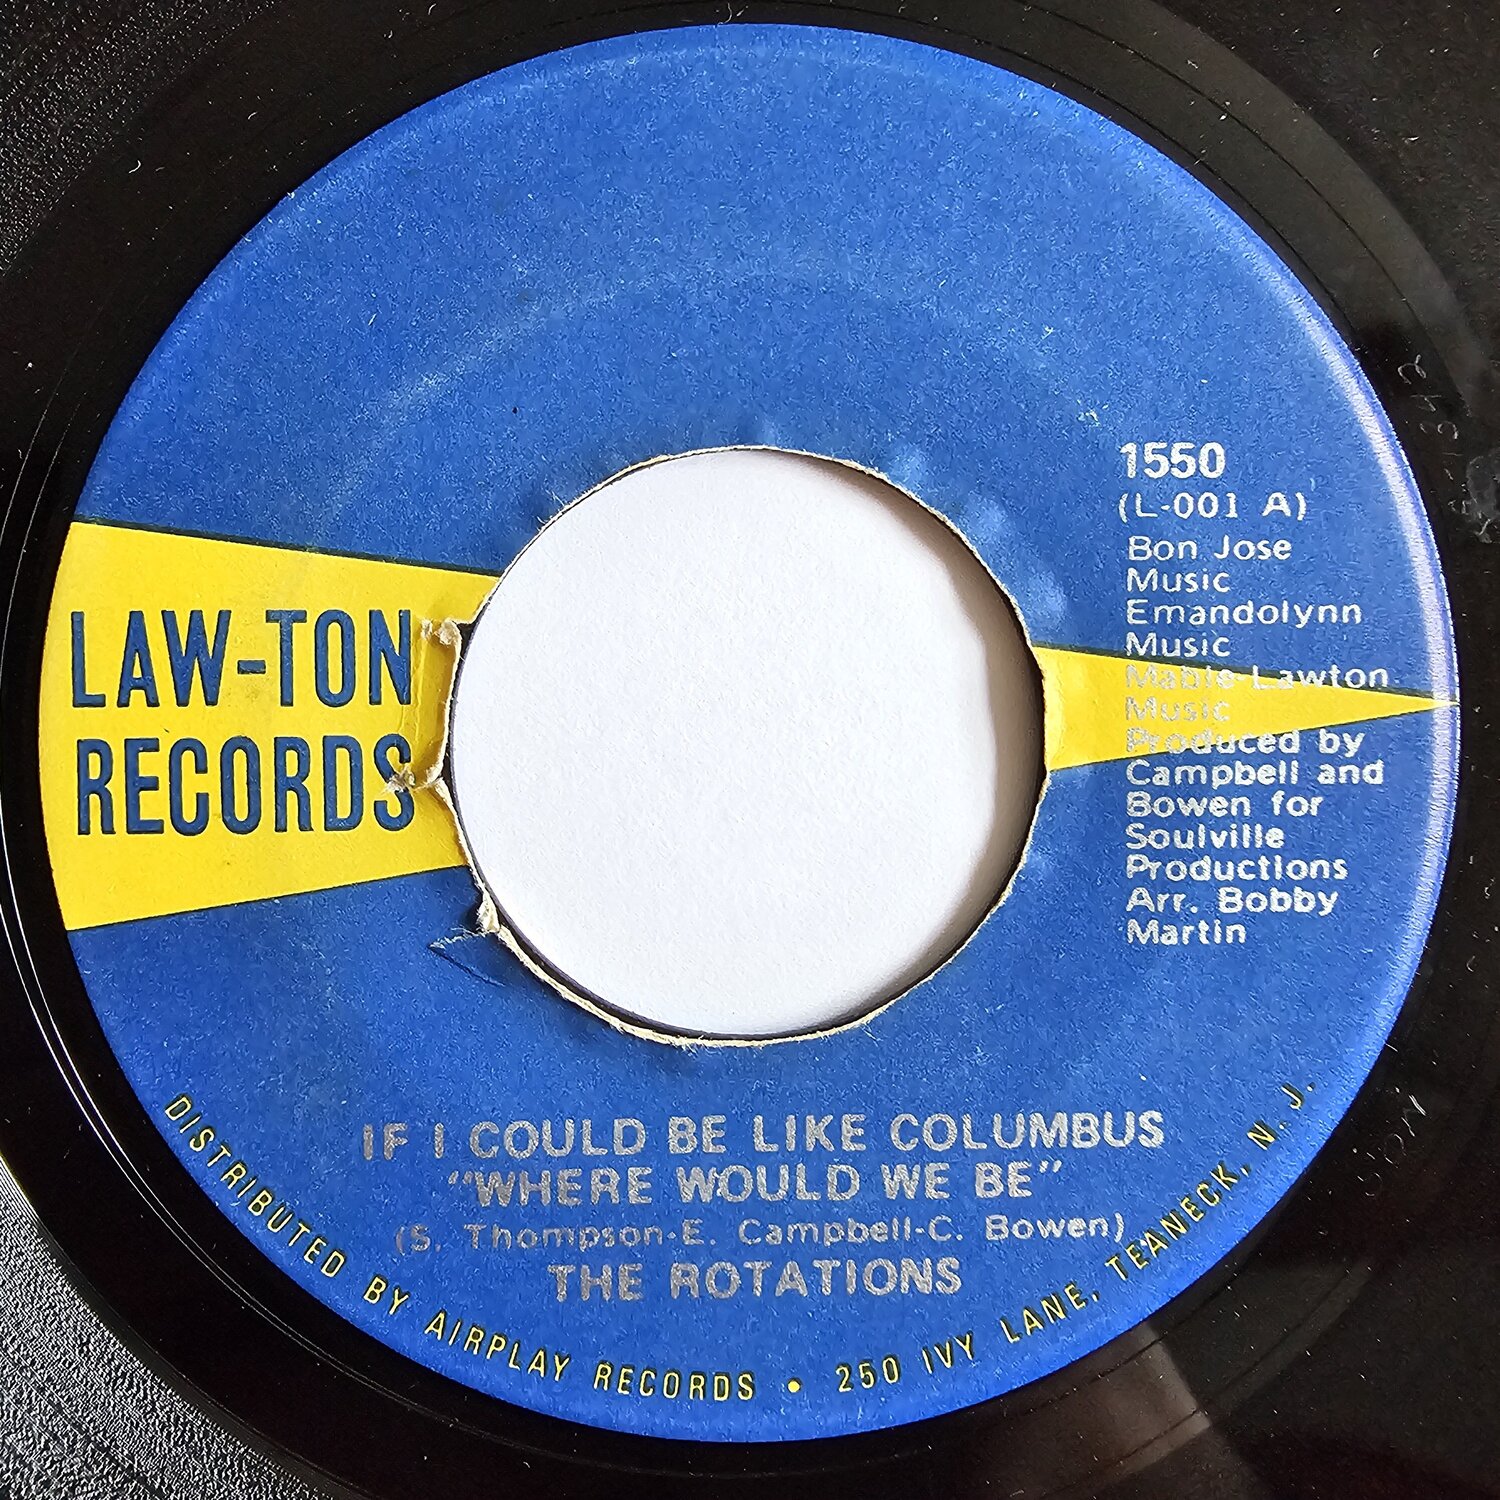 LAW-TON
RECORDS
1550
(L-001 A)
Bon Jose
Music
Emandolynn
Music
Mable-Lawton
Music
Produced by
Campbell and
Bowen for
Soulville
Productions
Arr. Bobby
Martin
IF I COULD BE LIKE COLUMBUS
"WHERE WOULD WE BE"
(S. Thompson-E. Campbell-C. Bowen)
THE ROTATIONS
DISTRIBUTED BY AIRPLAY RECORDS • 250 IVY LANE, TEANECK, N. J.